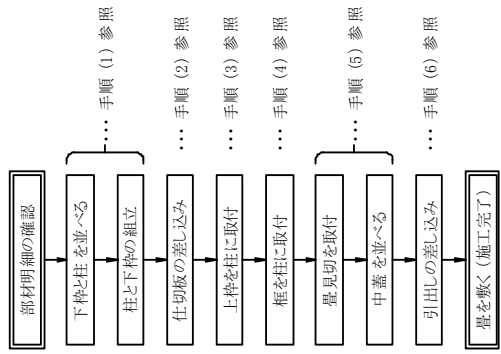 部材明細の確認
下枠と柱を並べる
柱と下枠の組立
… 手順（1）参照
仕切板の差し込み
… 手順（2）参照
上枠を柱に取付
… 手順（3）参照
框を柱に取付
… 手順（4）参照
畳見切を取付
中蓋を並べる
… 手順（5）参照
引出しの差し込み
… 手順（6）参照
畳を敷く（施工完了）